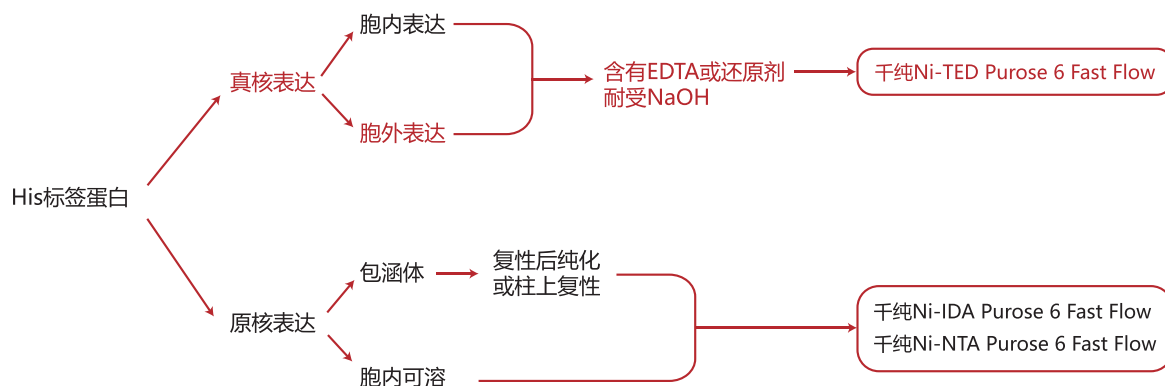 胞内表达
真核表达
含有EDTA或还原剂
耐受NaOH
千纯Ni-TED Purose 6 Fast Flow
胞外表达
His标签蛋白
包涵体
复性后纯化
或柱上复性
原核表达
千纯Ni-IDA Purose 6 Fast Flow
千纯Ni-NTA Purose 6 Fast Flow
胞内可溶